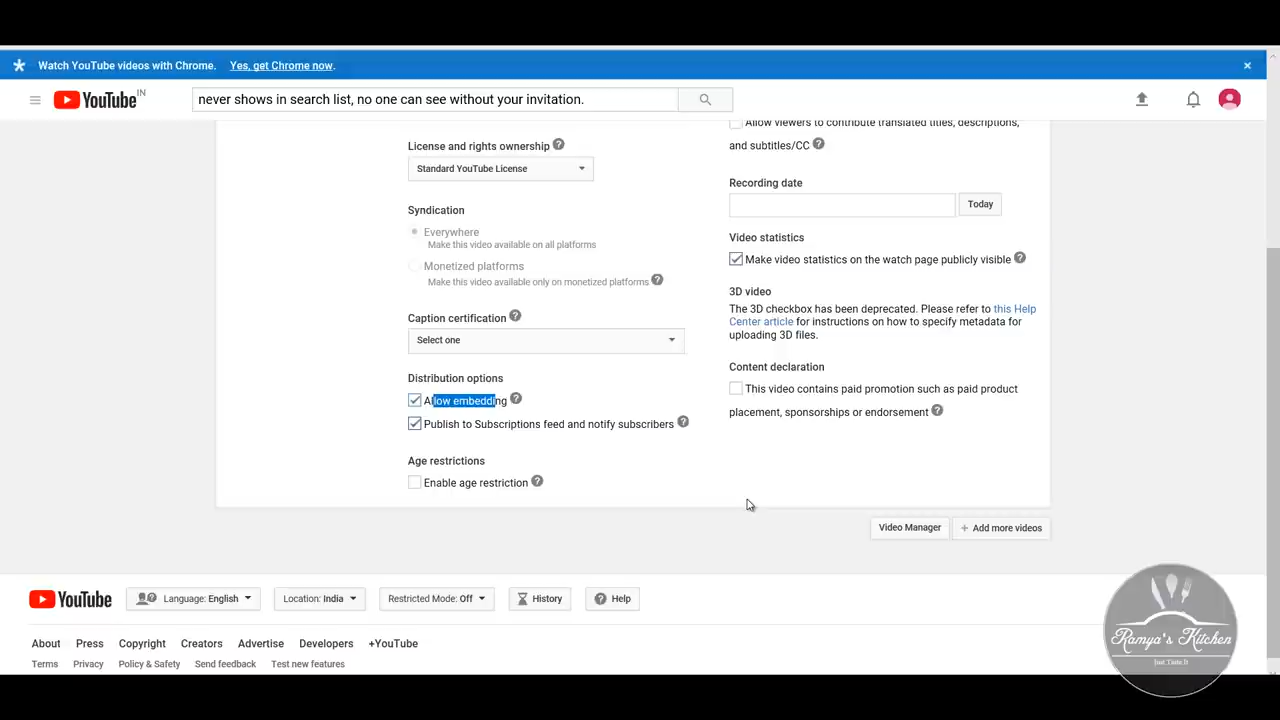 Watch YouTube videos with Chrome. Yes, get Chrome now.
YouTube IN
never shows in search list, no one can see without your invitation.
License and rights ownership
Standard YouTube License
Syndication
Everywhere
Make this video available on all platforms
Monetized platforms
Make this video available only on monetized platforms
Caption certification
Select one
Distribution options
Allow embedding
Publish to Subscriptions feed and notify subscribers
Age restrictions
Enable age restriction
Allow viewers to contribute translated titles, descriptions,
and subtitles/CC
Recording date
Today
Video statistics
Make video statistics on the watch page publicly visible
3D video
The 3D checkbox has been deprecated. Please refer to this Help
Center article for instructions on how to specify metadata for
uploading 3D files.
Content declaration
This video contains paid promotion such as paid product
placement, sponsorships or endorsement
Video Manager
+ Add more videos
YouTube
Language: English
Location: India
Restricted Mode: Off
History
Help
About Press Copyright Creators Advertise Developers +YouTube
Terms Privacy Policy & Safety Send feedback Test new features
Ramya's Kitchen
Just Taste It